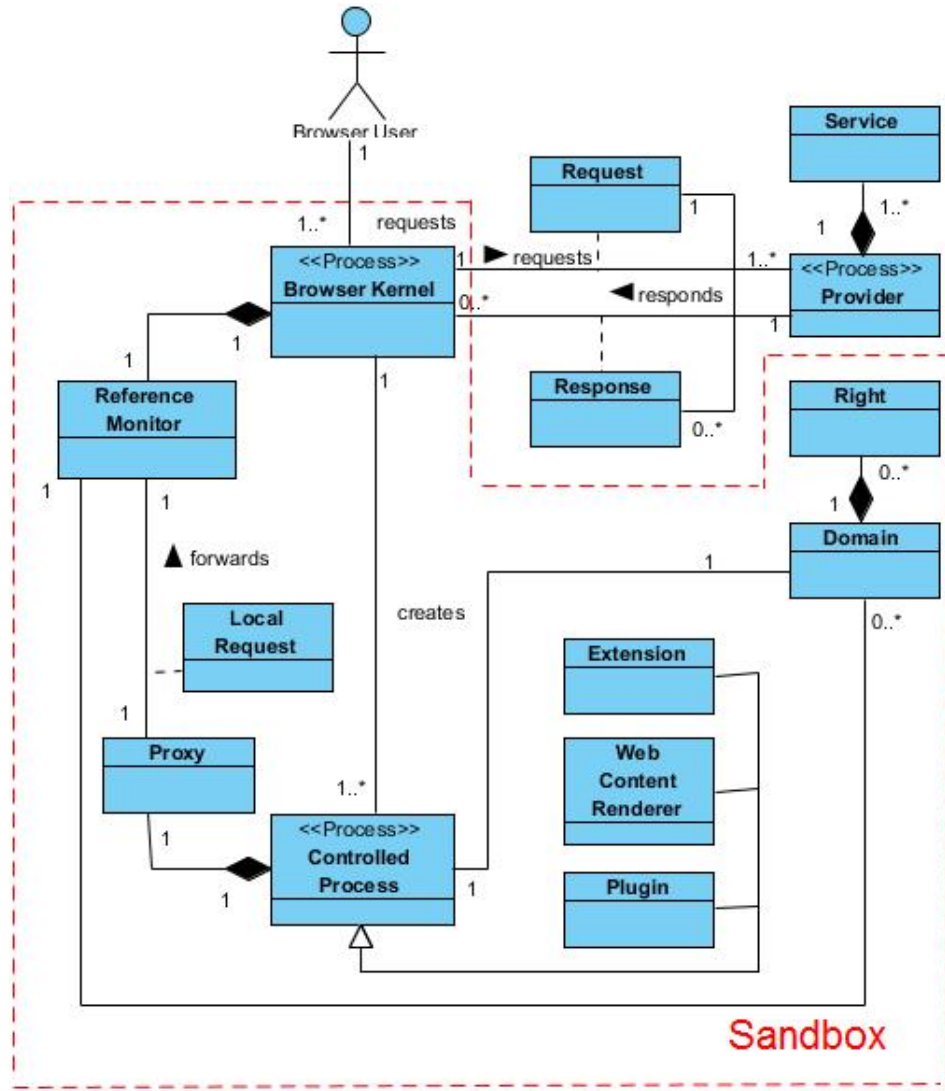 Browser User
1
Service
Request
1
1..*
1
1..*
requests
<<Process>>
Browser Kernel
1
requests
1..*
<<Process>>
Provider
0..*
responds
1
1
1
1
Reference
Monitor
Response
0..*
Right
0..*
1
Domain
1
1
forwards
1
0..*
creates
Local
Request
Extension
1
Proxy
Web
Content
Renderer
1..*
1
<<Process>>
Controlled
Process
1
1
Plugin
Sandbox